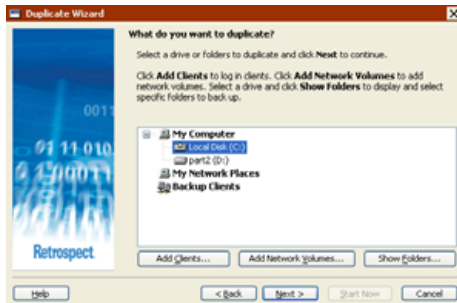 Duplicate Wizard
What do you want to duplicate?
Select a drive or folders to duplicate and click Next to continue.
Click Add Clients to log in clients. Click Add Network Volumes to add
network volumes. Select a drive and click Show Folders to display and select
specific folders to back up.
My Computer
Local Disk (C:)
part2 (D:)
My Network Places
Backup Clients
Retrospect
Add Clients...
Add Network Volumes...
Show Folders...
Help
< Back
Next >
Start Now
Cancel